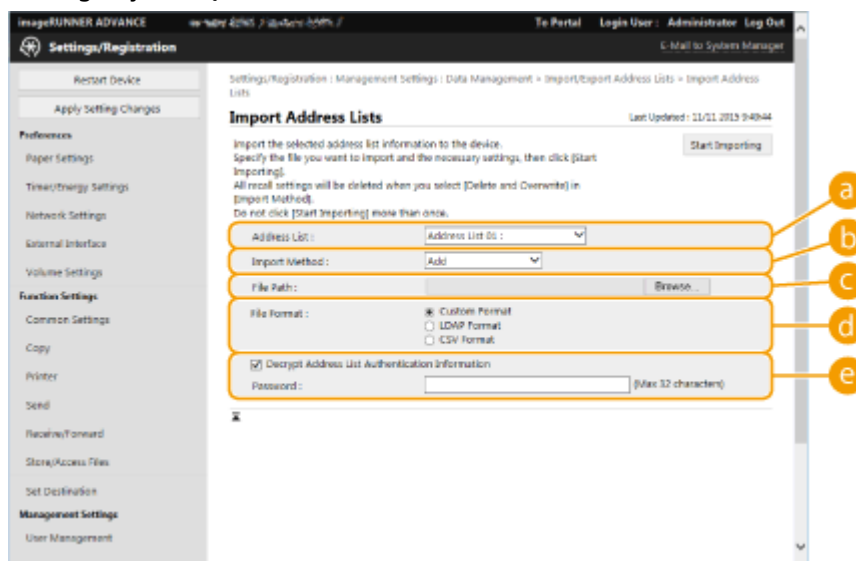 imageRUNNER ADVANCE
To Portal Login User : Administrator Log Out
Settings/Registration
E-Mail to System Manager
Restart Device
Apply Setting Changes
Preferences
Paper Settings
Timer/Energy Settings
Network Settings
External Interface
Volume Settings
Function Settings
Common Settings
Copy
Printer
Send
Receive/Forward
Store/Access Files
Set Destination
Management Settings
User Management
Settings/Registration : Management Settings : Data Management > Import/Export Address Lists > Import Address
Lists
Import Address Lists
Last Updated : 11/11 2015 9:49:44
Import the selected address list information to the device.
Specify the file you want to import and the necessary settings, then click [Start
Importing].
All recall settings will be deleted when you select [Delete and Overwrite] in
[Import Method].
Do not click [Start Importing] more than once.
Start Importing
Address List :
Address List 01 :
a
Import Method :
Add
b
File Path :
Browse...
c
File Format :
Custom Format
LDAP Format
CSV Format
d
Decrypt Address List Authentication Information
Password :
(Max 32 characters)
e